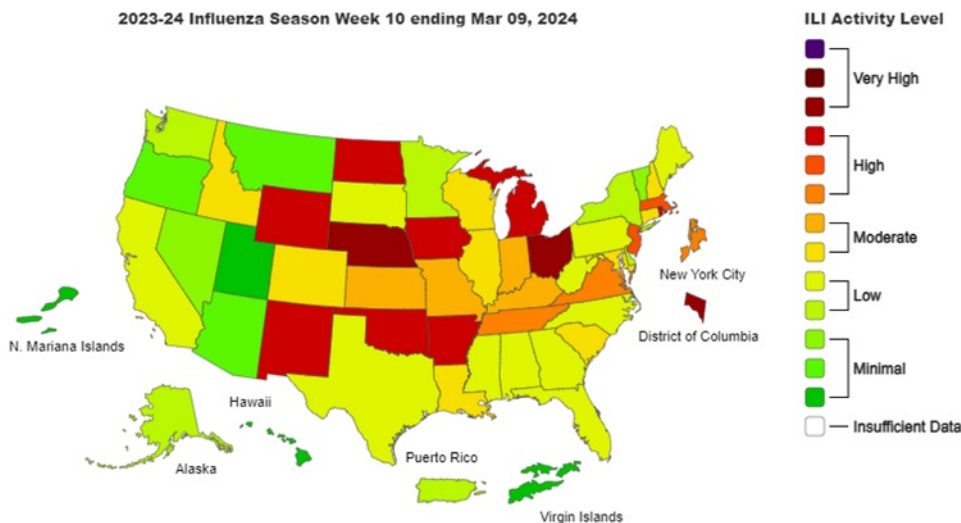 2023-24 Influenza Season Week 10 ending Mar 09, 2024
ILI Activity Level
Very High
High
Moderate
Low
Minimal
Insufficient Data
New York City
District of Columbia
N. Mariana Islands
Hawaii
Alaska
Puerto Rico
Virgin Islands